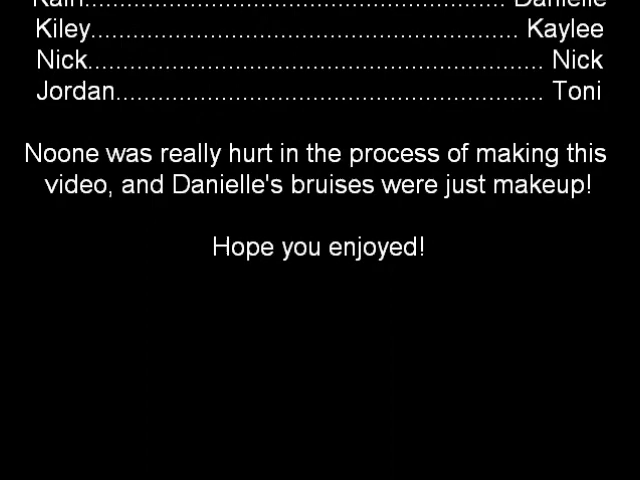 Danielle
Kiley............................................................. Kaylee
Nick................................................................. Nick
Jordan............................................................. Toni
Noone was really hurt in the process of making this
video, and Danielle's bruises were just makeup!
Hope you enjoyed!